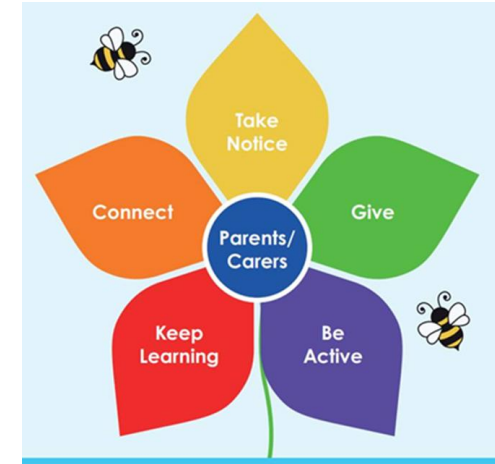 Take
Notice
Connect
Give
Parents/
Carers
Keep
Learning
Be
Active